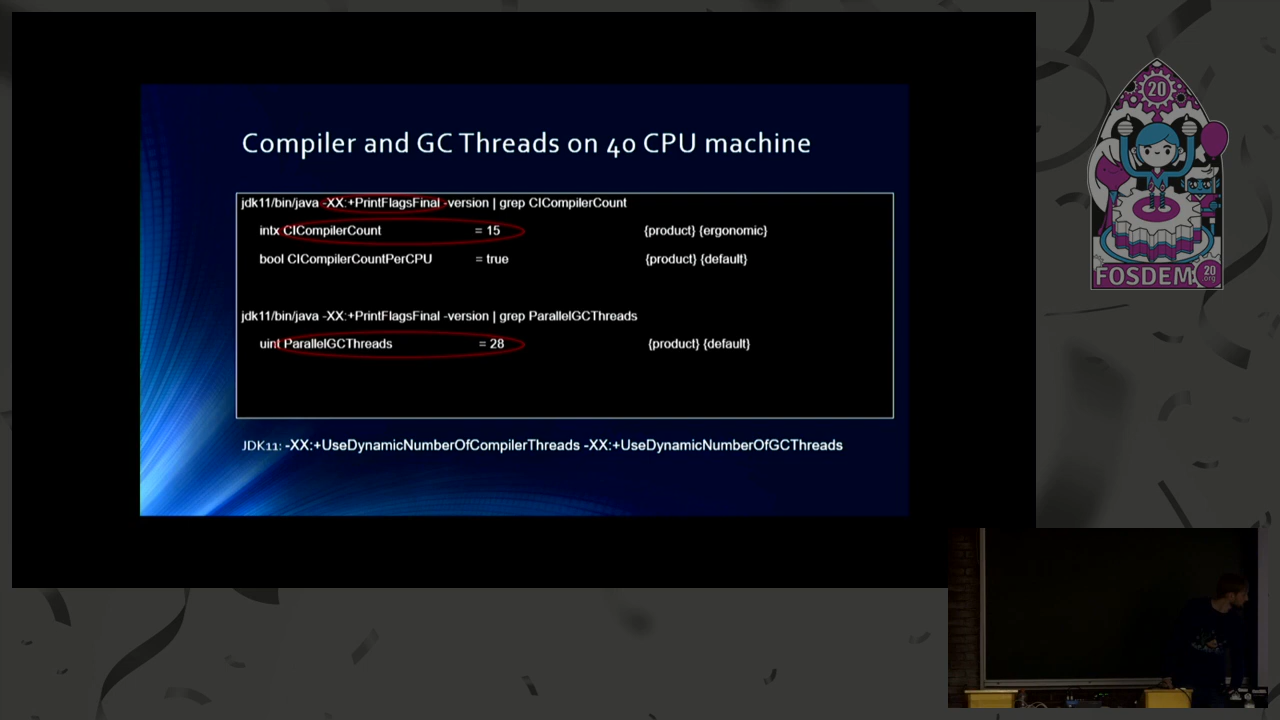 Compiler and GC Threads on 40 CPU machine
jdk11/bin/java -XX:+PrintFlagsFinal -version | grep CICompilerCount
intx CICompilerCount = 15 {product} {ergonomic}
bool CICompilerCountPerCPU = true {product} {default}
jdk11/bin/java -XX:+PrintFlagsFinal -version | grep ParallelGCThreads
uint ParallelGCThreads = 28 {product} {default}
JDK11: -XX:+UseDynamicNumberOfCompilerThreads -XX:+UseDynamicNumberOfGCThreads
20
FOSDEM 20
.org